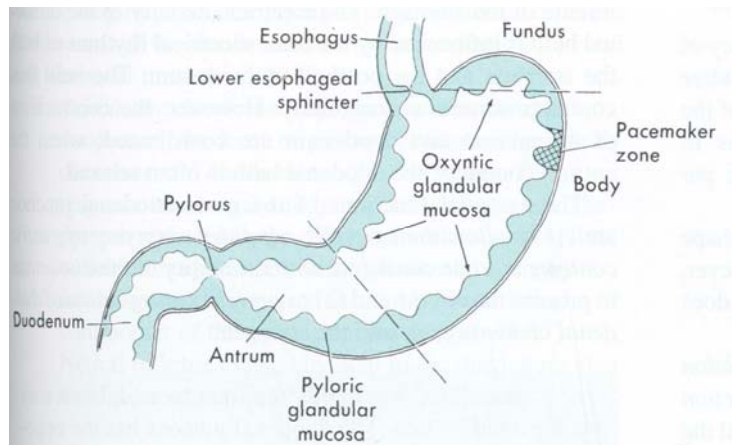 Esophagus
Fundus
Lower esophageal
sphincter
Pacemaker
zone
Oxyntic
glandular
mucosa
Body
Pylorus
Duodenum
Antrum
Pyloric
glandular
mucosa